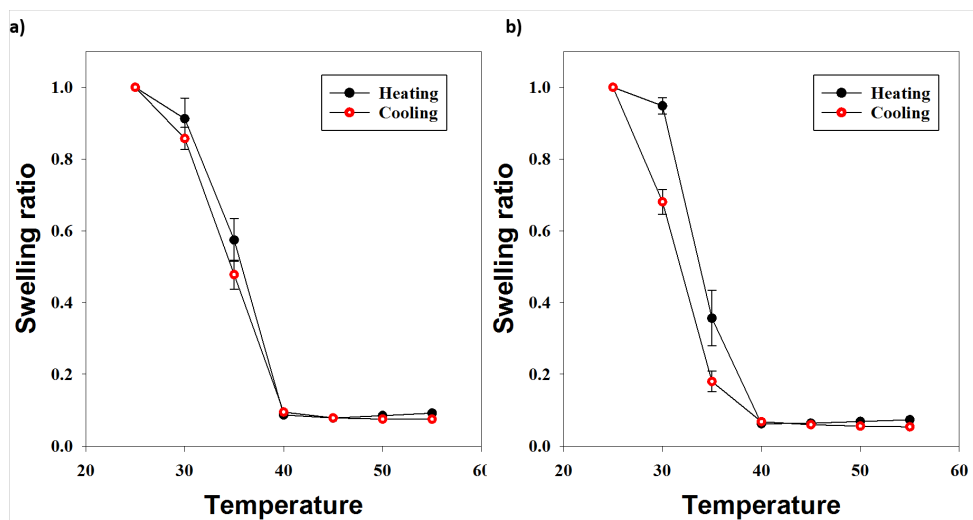 a)
1.0
0.8
0.6
0.4
0.2
0.0
Swelling ratio
Heating
Cooling
20 30 40 50 60
Temperature
b)
1.0
0.8
0.6
0.4
0.2
0.0
Swelling ratio
Heating
Cooling
20 30 40 50 60
Temperature